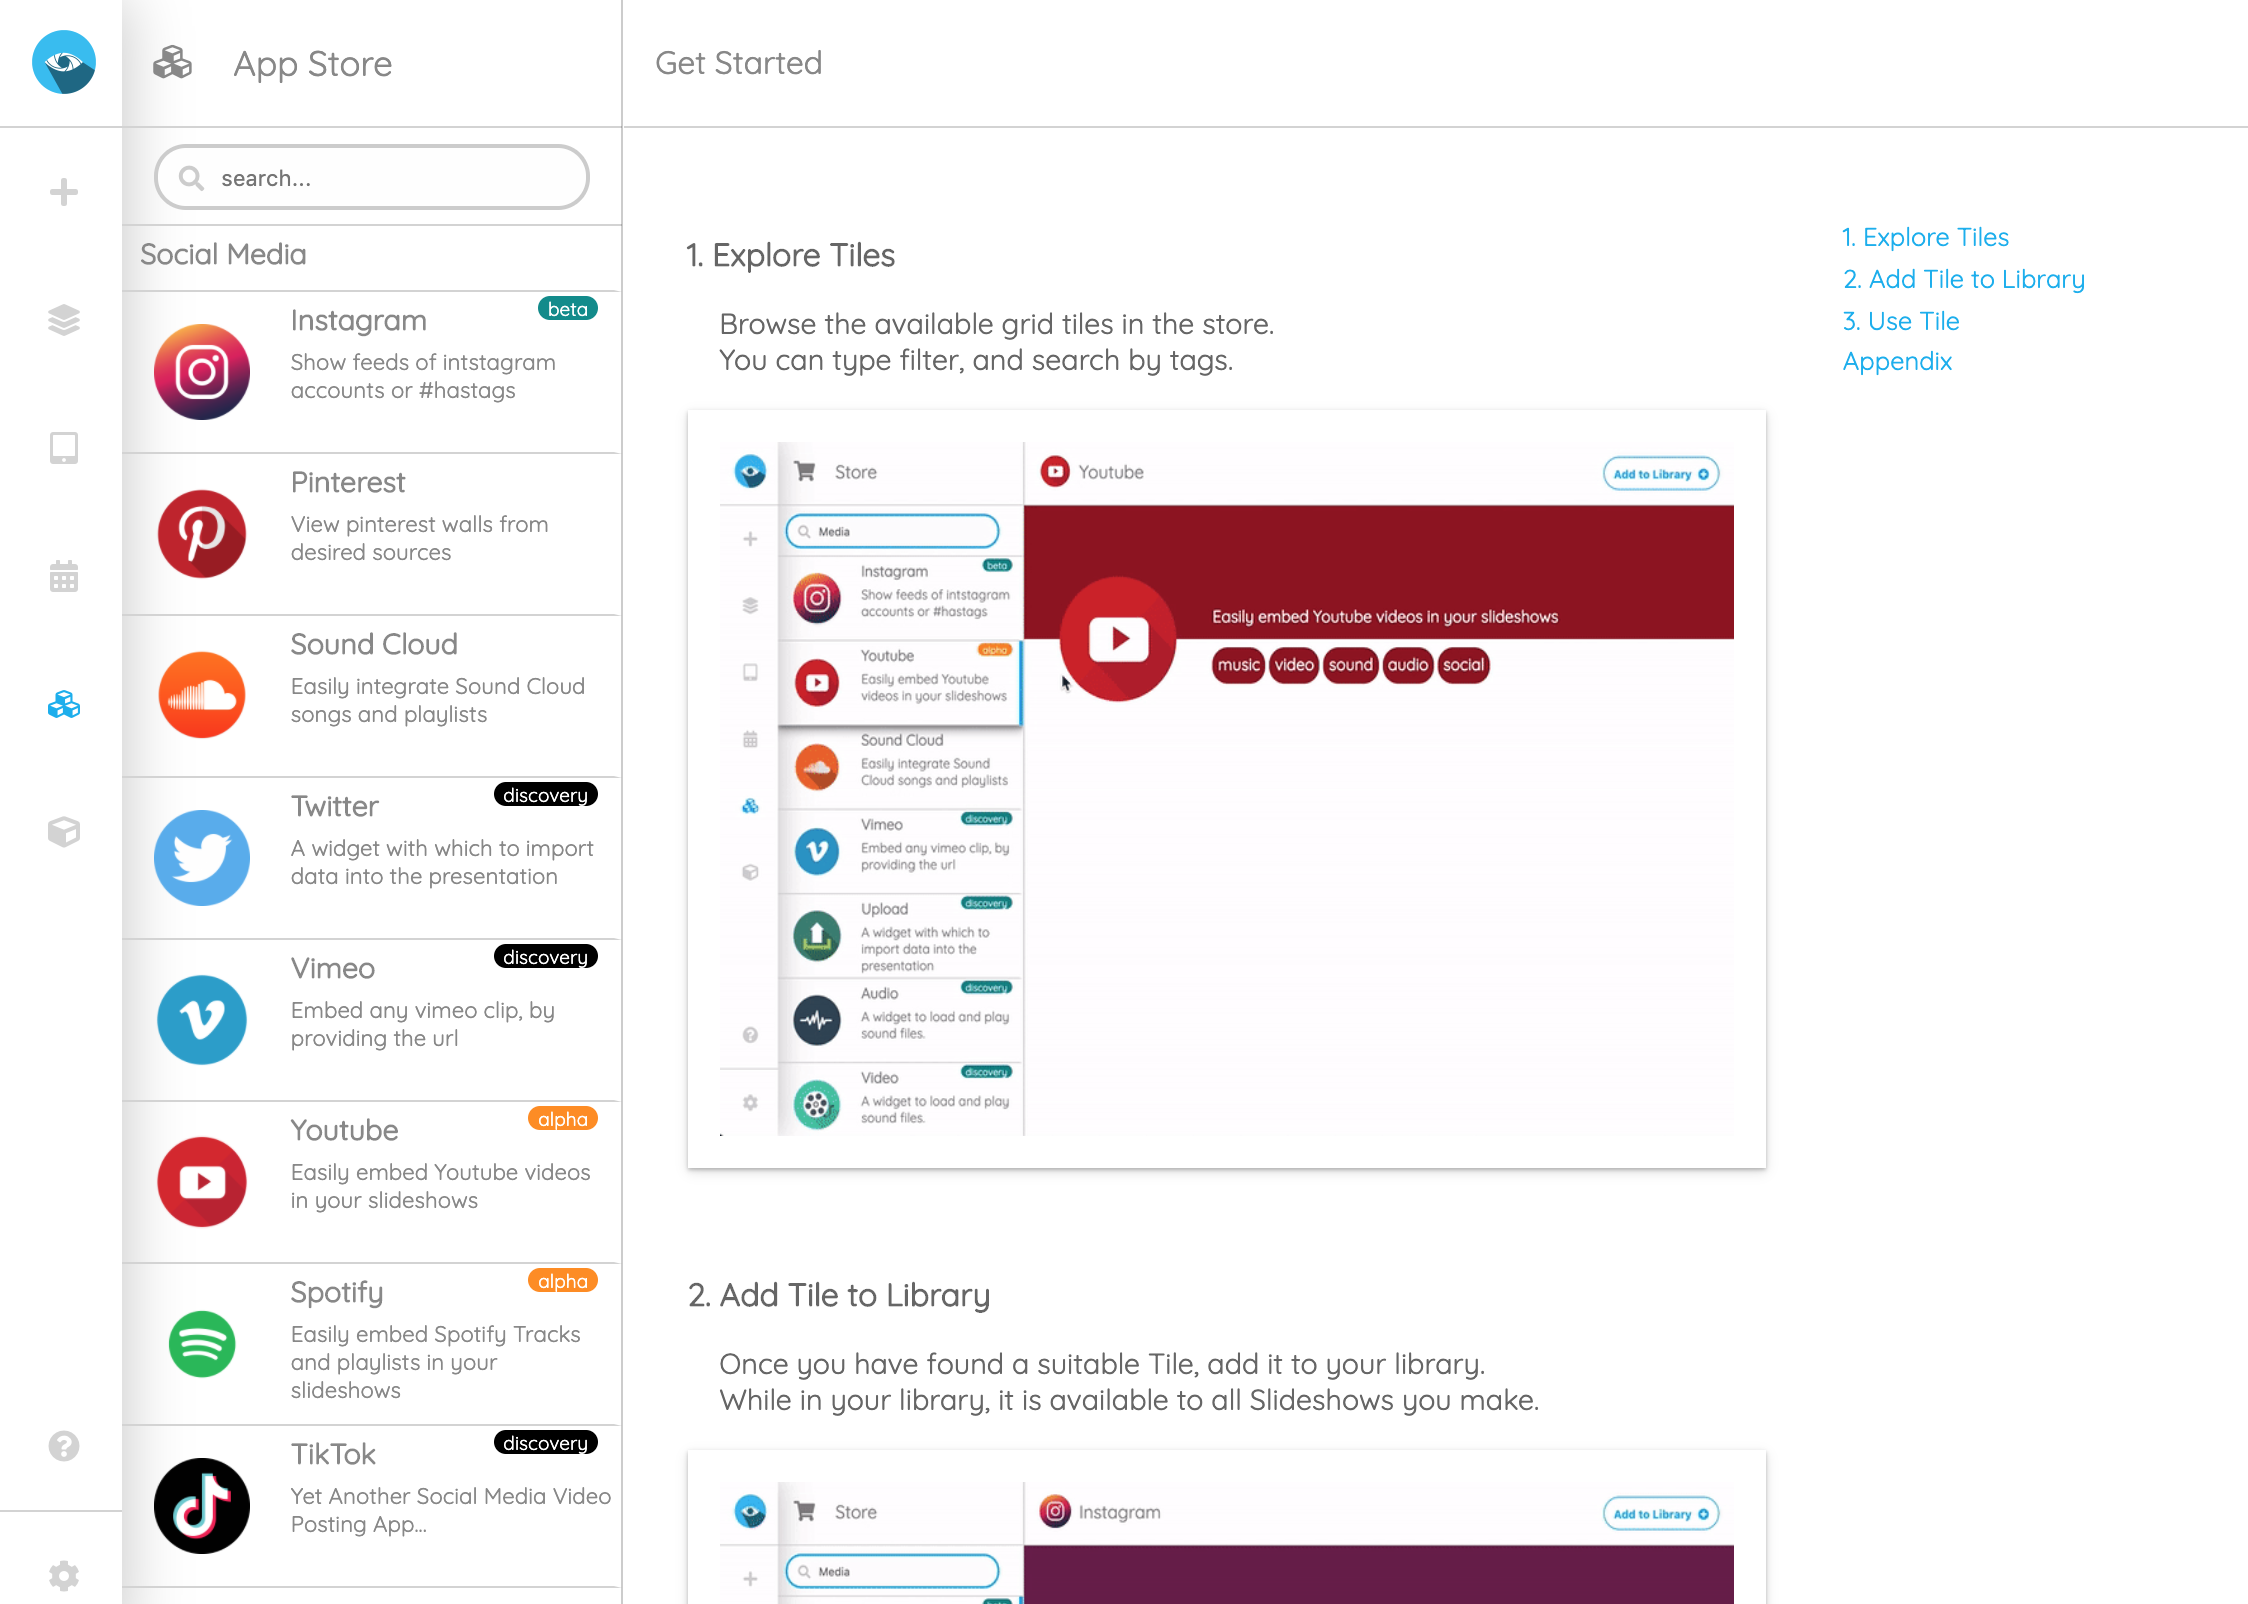 App Store
Get Started
search...
Social Media
Instagram
beta
Show feeds of intstagram
accounts or #hastags
Pinterest
View pinterest walls from
desired sources
Sound Cloud
Easily integrate Sound Cloud
songs and playlists
Twitter
discovery
A widget with which to import
data into the presentation
Vimeo
discovery
Embed any vimeo clip, by
providing the url
Youtube
alpha
Easily embed Youtube videos
in your slideshows
Spotify
alpha
Easily embed Spotify Tracks
and playlists in your
slideshows
TikTok
discovery
Yet Another Social Media Video
Posting App...
1. Explore Tiles
Browse the available grid tiles in the store.
You can type filter, and search by tags.
Store
Youtube
Add to Library
Media
Instagram
beta
Show feeds of intstagram
accounts or #hastags
Youtube
alpha
Easily embed Youtube
videos in your slideshows
Sound Cloud
Easily integrate Sound
Cloud songs and playlists
Vimeo
discovery
Embed any vimeo clip, by
providing the url
Upload
discovery
A widget with which to
import data into the
presentation
Audio
discovery
A widget to load and play
sound files.
Video
discovery
A widget to load and play
sound files.
Easily embed Youtube videos in your slideshows
music video sound audio social
2. Add Tile to Library
Once you have found a suitable Tile, add it to your library.
While in your library, it is available to all Slideshows you make.
Store
Instagram
Add to Library
Media
1. Explore Tiles
2. Add Tile to Library
3. Use Tile
Appendix